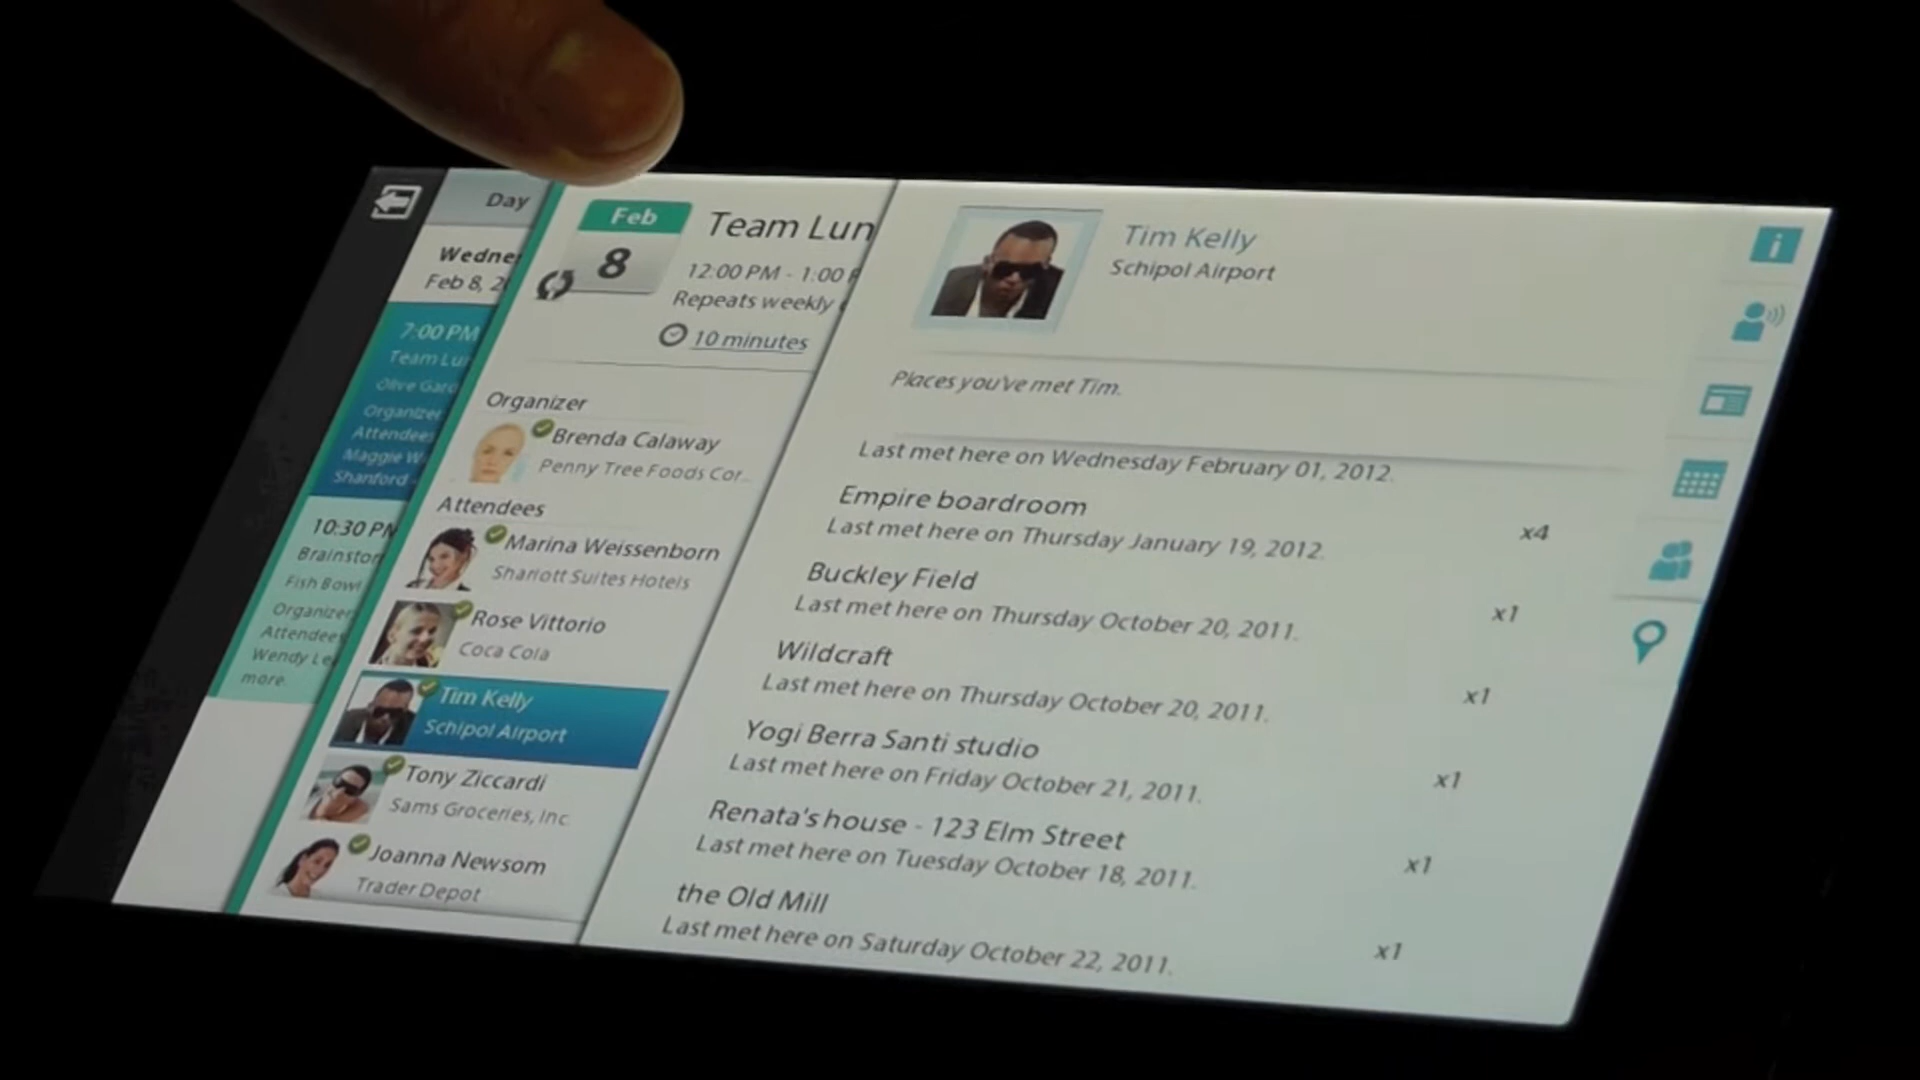 Day
Wedne
Feb 8, 2
7:00 PM
Team Lu
Olive Gard
Organizer
Attendees
Maggie W
Shanford -
10:30 PM
Brainstor
Fish Bowl
Organizer
Attendees
Wendy Le
more
Feb
8
Team Lun
12:00 PM - 1:00 P
Repeats weekly
10 minutes
Organizer
Brenda Calaway
Penny Tree Foods Cor...
Attendees
Marina Weissenborn
Shariott Suites Hotels
Rose Vittorio
Coca Cola
Tim Kelly
Schipol Airport
Tony Ziccardi
Sams Groceries, Inc.
Joanna Newsom
Trader Depot
Tim Kelly
Schipol Airport
Places you've met Tim.
Last met here on Wednesday February 01, 2012.
Empire boardroom
Last met here on Thursday January 19, 2012.
x4
Buckley Field
Last met here on Thursday October 20, 2011.
x1
Wildcraft
Last met here on Thursday October 20, 2011.
x1
Yogi Berra Santi studio
Last met here on Friday October 21, 2011.
x1
Renata's house - 123 Elm Street
Last met here on Tuesday October 18, 2011.
x1
the Old Mill
Last met here on Saturday October 22, 2011.
x1
i